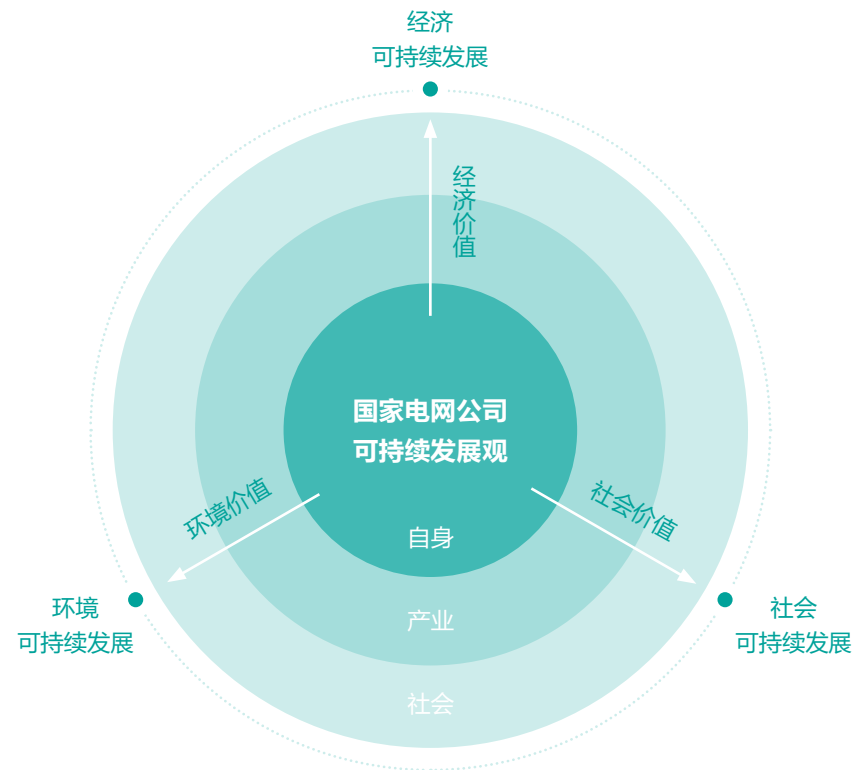 经济
可持续发展
经济价值
国家电网公司
可持续发展观
环境价值
社会价值
自身
产业
社会
环境
可持续发展
社会
可持续发展